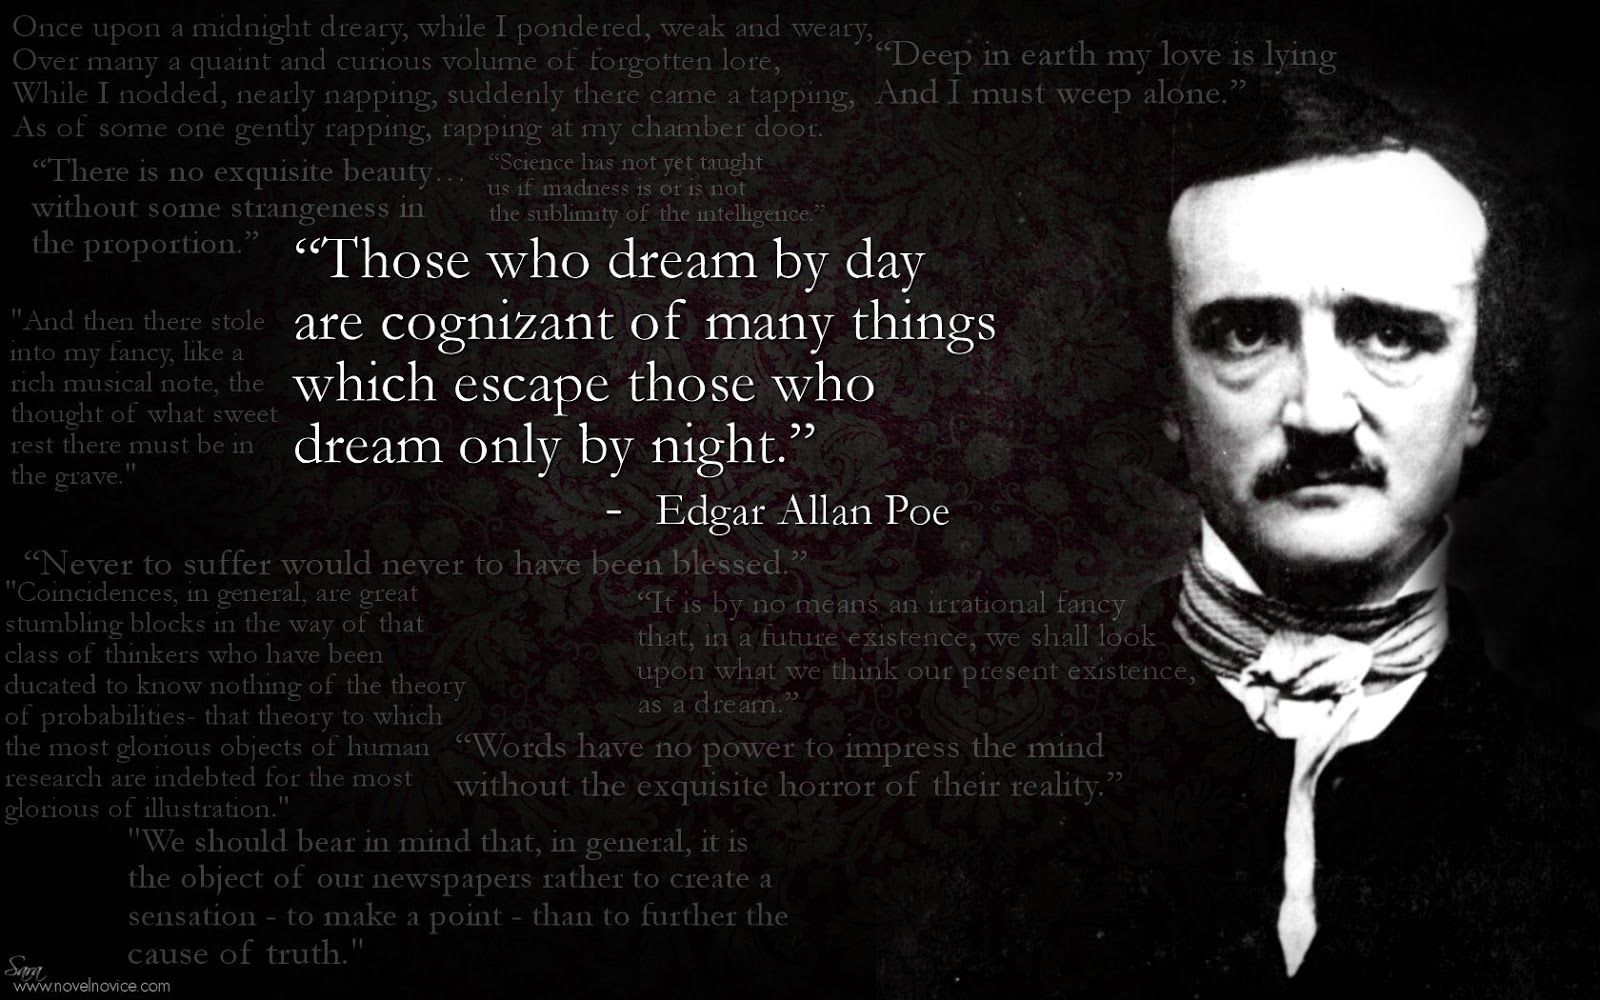 Once upon a midnight dreary, while I pondered, weak and weary,
Over many a quaint and curious volume of forgotten lore,
While I nodded, nearly napping, suddenly there came a tapping,
As of some one gently rapping, rapping at my chamber door.
“Deep in earth my love is lying
And I must weep alone.”
“There is no exquisite beauty…
without some strangeness in
the proportion.”
“Science has not yet taught
us if madness is or is not
the sublimity of the intelligence.”
“Those who dream by day
are cognizant of many things
which escape those who
dream only by night.”
- Edgar Allan Poe
"And then there stole
into my fancy, like a
rich musical note, the
thought of what sweet
rest there must be in
the grave."
“Never to suffer would never to have been blessed.”
"Coincidences, in general, are great
stumbling blocks in the way of that
class of thinkers who have been
ducated to know nothing of the theory
of probabilities- that theory to which
the most glorious objects of human
research are indebted for the most
glorious of illustration."
“It is by no means an irrational fancy
that, in a future existence, we shall look
upon what we think our present existence,
as a dream.”
“Words have no power to impress the mind
without the exquisite horror of their reality.”
"We should bear in mind that, in general, it is
the object of our newspapers rather to create a
sensation - to make a point - than to further the
cause of truth."
Sara
www.novelnovice.com